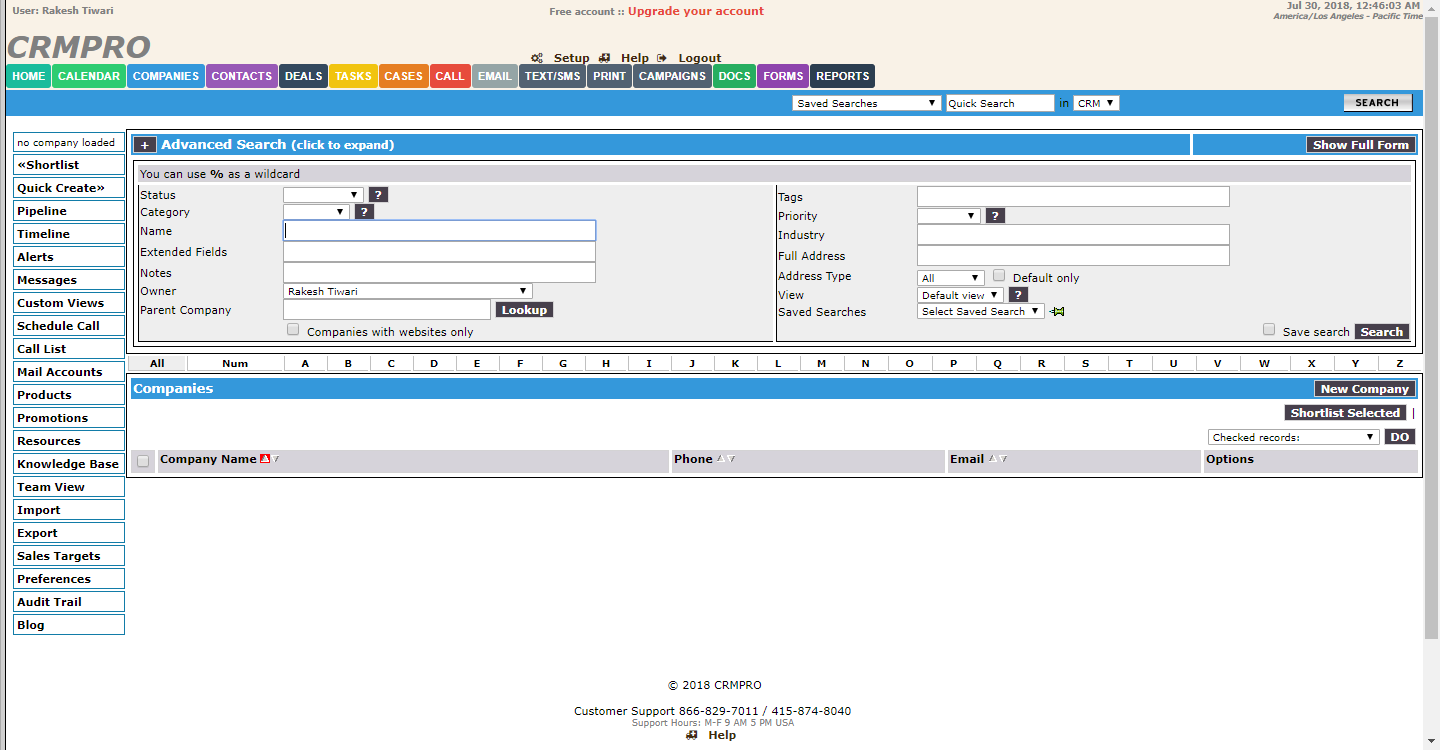 User: Rakesh Tiwari
Free account :: Upgrade your account
Jul 30, 2018, 12:46:03 AM
America/Los Angeles - Pacific Time
CRMPRO
Setup Help Logout
HOME CALENDAR COMPANIES CONTACTS DEALS TASKS CASES CALL EMAIL TEXT/SMS PRINT CAMPAIGNS DOCS FORMS REPORTS
Saved Searches Quick Search in CRM SEARCH
no company loaded
«Shortlist
Quick Create»
Pipeline
Timeline
Alerts
Messages
Custom Views
Schedule Call
Call List
Mail Accounts
Products
Promotions
Resources
Knowledge Base
Team View
Import
Export
Sales Targets
Preferences
Audit Trail
Blog
+ Advanced Search (click to expand) Show Full Form
You can use % as a wildcard
Status ?
Category ?
Name
Extended Fields
Notes
Owner Rakesh Tiwari
Parent Company Lookup
Companies with websites only
Tags
Priority ?
Industry
Full Address
Address Type All Default only
View Default view ?
Saved Searches Select Saved Search
Save search Search
All Num A B C D E F G H I J K L M N O P Q R S T U V W X Y Z
Companies New Company
Shortlist Selected |
Checked records: DO
Company Name Phone Email Options
© 2018 CRMPRO
Customer Support 866-829-7011 / 415-874-8040
Support Hours: M-F 9 AM 5 PM USA
Help